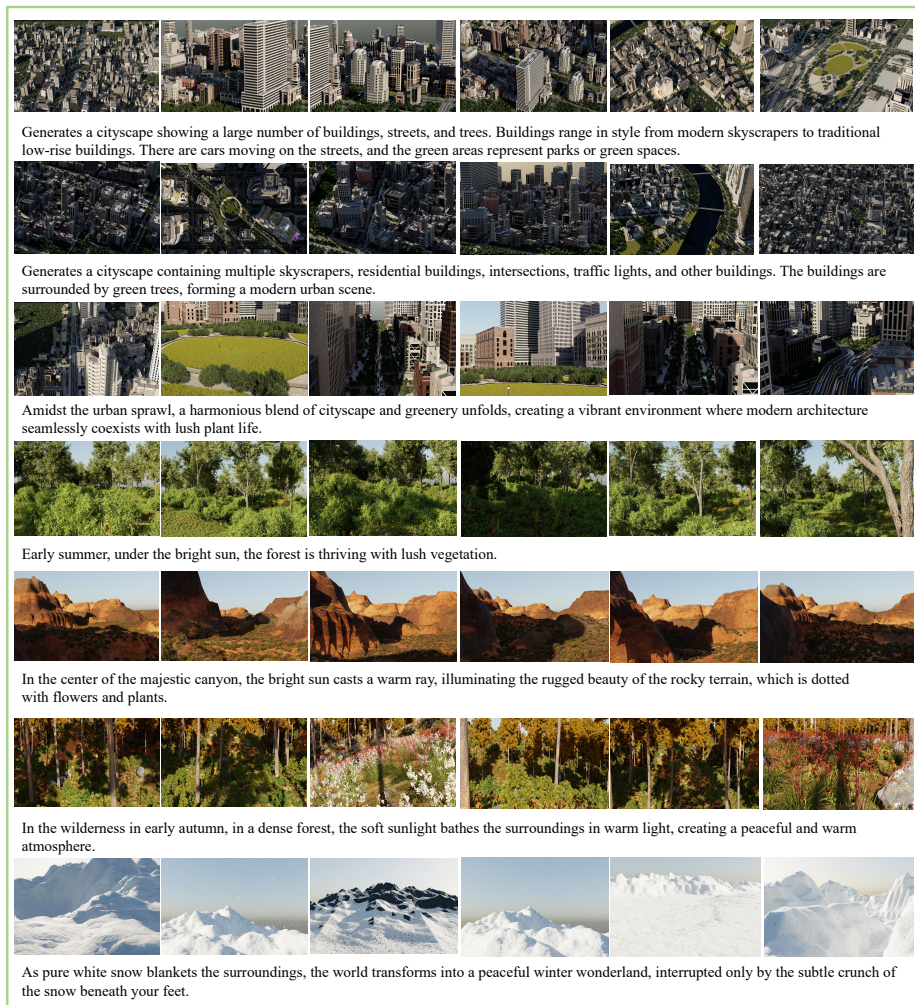 Generates a cityscape showing a large number of buildings, streets, and trees. Buildings range in style from modern skyscrapers to traditional
low-rise buildings. There are cars moving on the streets, and the green areas represent parks or green spaces.
Generates a cityscape containing multiple skyscrapers, residential buildings, intersections, traffic lights, and other buildings. The buildings are
surrounded by green trees, forming a modern urban scene.
Amidst the urban sprawl, a harmonious blend of cityscape and greenery unfolds, creating a vibrant environment where modern architecture
seamlessly coexists with lush plant life.
Early summer, under the bright sun, the forest is thriving with lush vegetation.
In the center of the majestic canyon, the bright sun casts a warm ray, illuminating the rugged beauty of the rocky terrain, which is dotted
with flowers and plants.
In the wilderness in early autumn, in a dense forest, the soft sunlight bathes the surroundings in warm light, creating a peaceful and warm
atmosphere.
As pure white snow blankets the surroundings, the world transforms into a peaceful winter wonderland, interrupted only by the subtle crunch of
the snow beneath your feet.